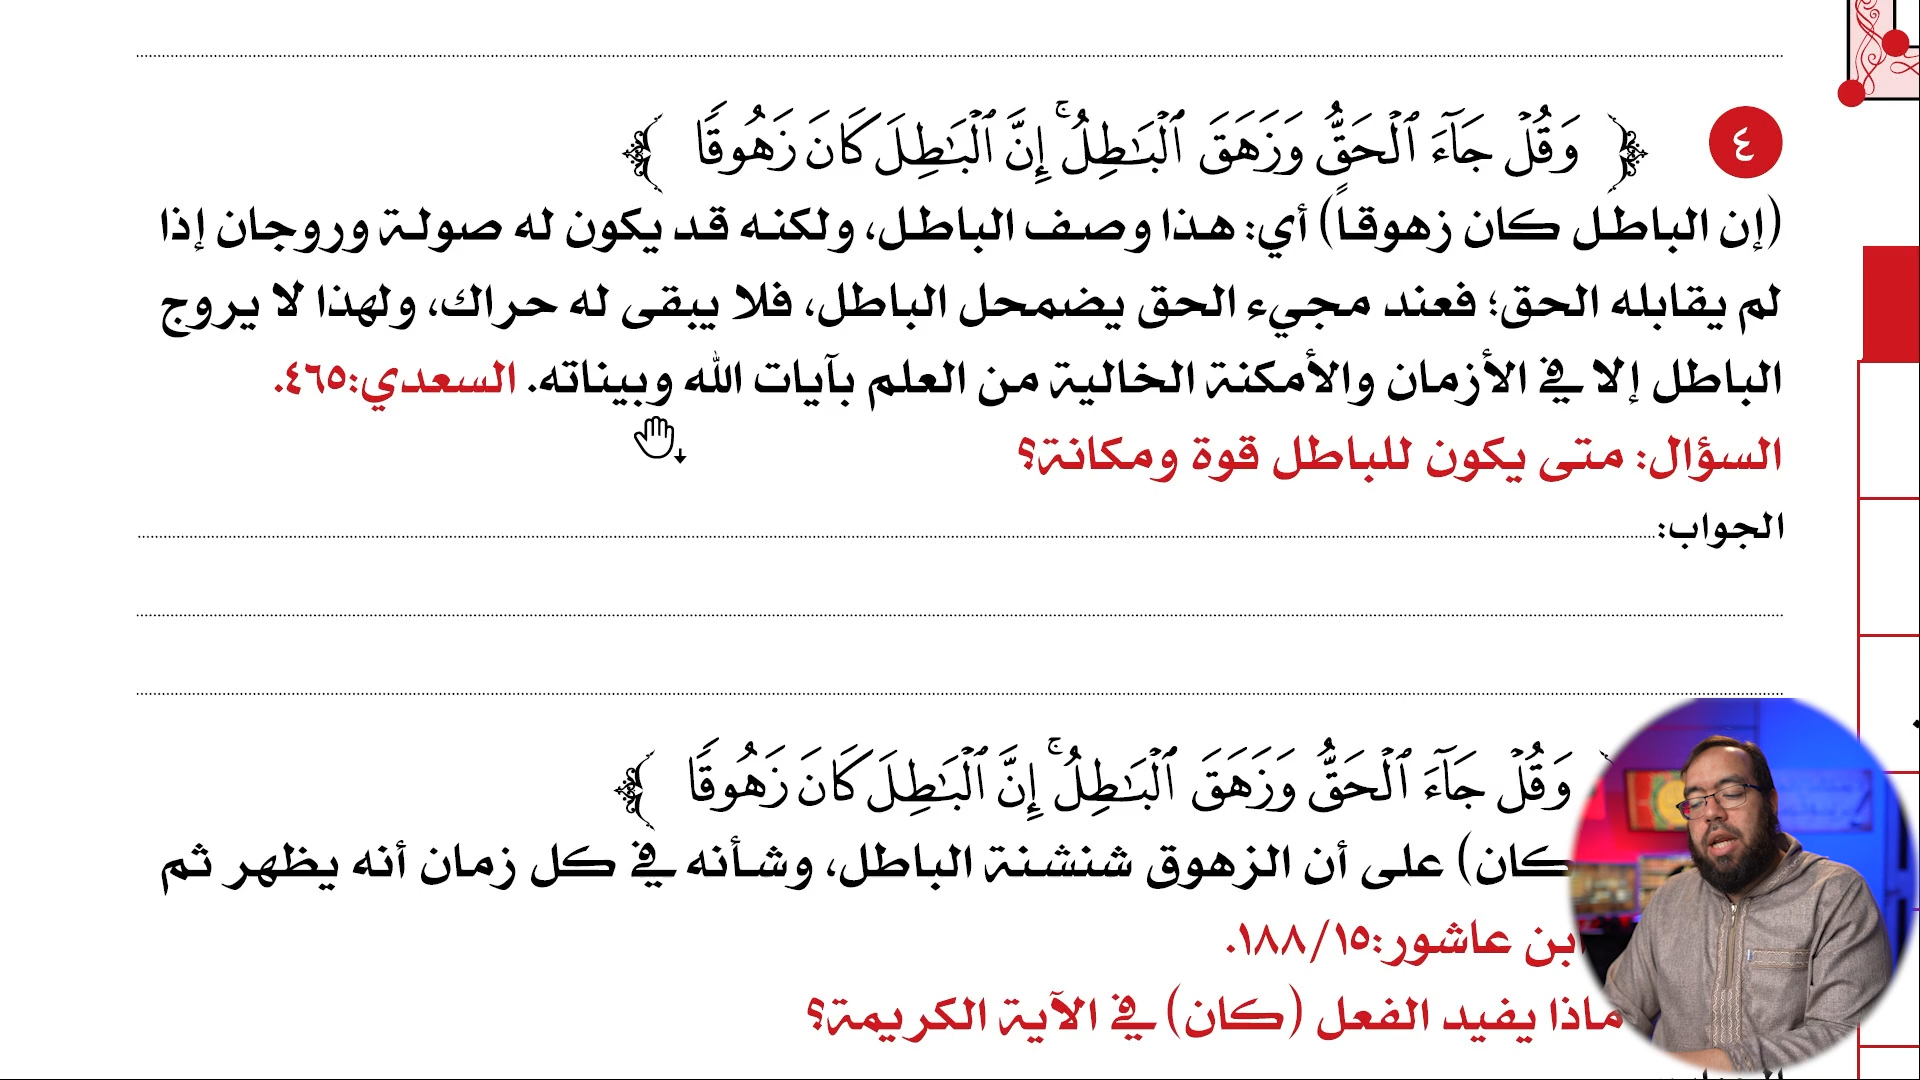 ٤
﴿ وَقُلْ جَآءَ ٱلْحَقُّ وَزَهَقَ ٱلْبَٰطِلُ ۚ إِنَّ ٱلْبَٰطِلَ كَانَ زَهُوقًا ﴾
(إن الباطل كان زهوقاً) أي: هذا وصف الباطل، ولكنه قد يكون له صولة وروجان إذا
لم يقابله الحق؛ فعند مجيء الحق يضمحل الباطل، فلا يبقى له حراك، ولهذا لا يروج
الباطل إلا في الأزمان والأمكنة الخالية من العلم بآيات الله وبيناته. السعدي:٤٦٥.
السؤال: متى يكون للباطل قوة ومكانة؟
الجواب:
وَقُلْ جَآءَ ٱلْحَقُّ وَزَهَقَ ٱلْبَٰطِلُ ۚ إِنَّ ٱلْبَٰطِلَ كَانَ زَهُوقًا ﴾
كان) على أن الزهوق شنشنة الباطل، وشأنه في كل زمان أنه يظهر ثم
ابن عاشور:١٨٨/١٥.
ماذا يفيد الفعل (كان) في الآية الكريمة؟